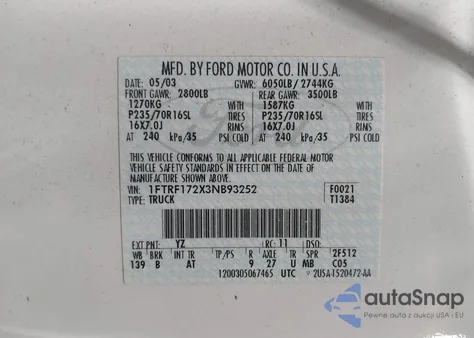 MFD. BY FORD MOTOR CO. IN U.S.A.
DATE: 05/03 GVWR: 6050LB/ 2744KG
FRONT GAWR: 2800LB REAR GAWR: 3500LB
1270KG WITH 1587KG WITH
P235/70R16SL TIRES P235/70R16SL TIRES
16X7.0J RIMS 16X7.0J RIMS
AT 240 kPa/35 PSI COLD AT 240 kPa/35 PSI COLD
THIS VEHICLE CONFORMS TO ALL APPLICABLE FEDERAL MOTOR
VEHICLE SAFETY STANDARDS IN EFFECT ON THE DATE OF
MANUFACTURE SHOWN ABOVE.
VIN: 1FTRF172X3NB93252 F0021
TYPE: TRUCK T1384
EXT PNT: YZ RC: 11 DSO:
WB BRK INT TR TP/PS R AXLE TR SPR 2F512
139 B AT 9 27 U MB C05
1200305067465 UTC 2U5A-1520472-AA
autoSnap
Pewne auta z aukcji USA i EU